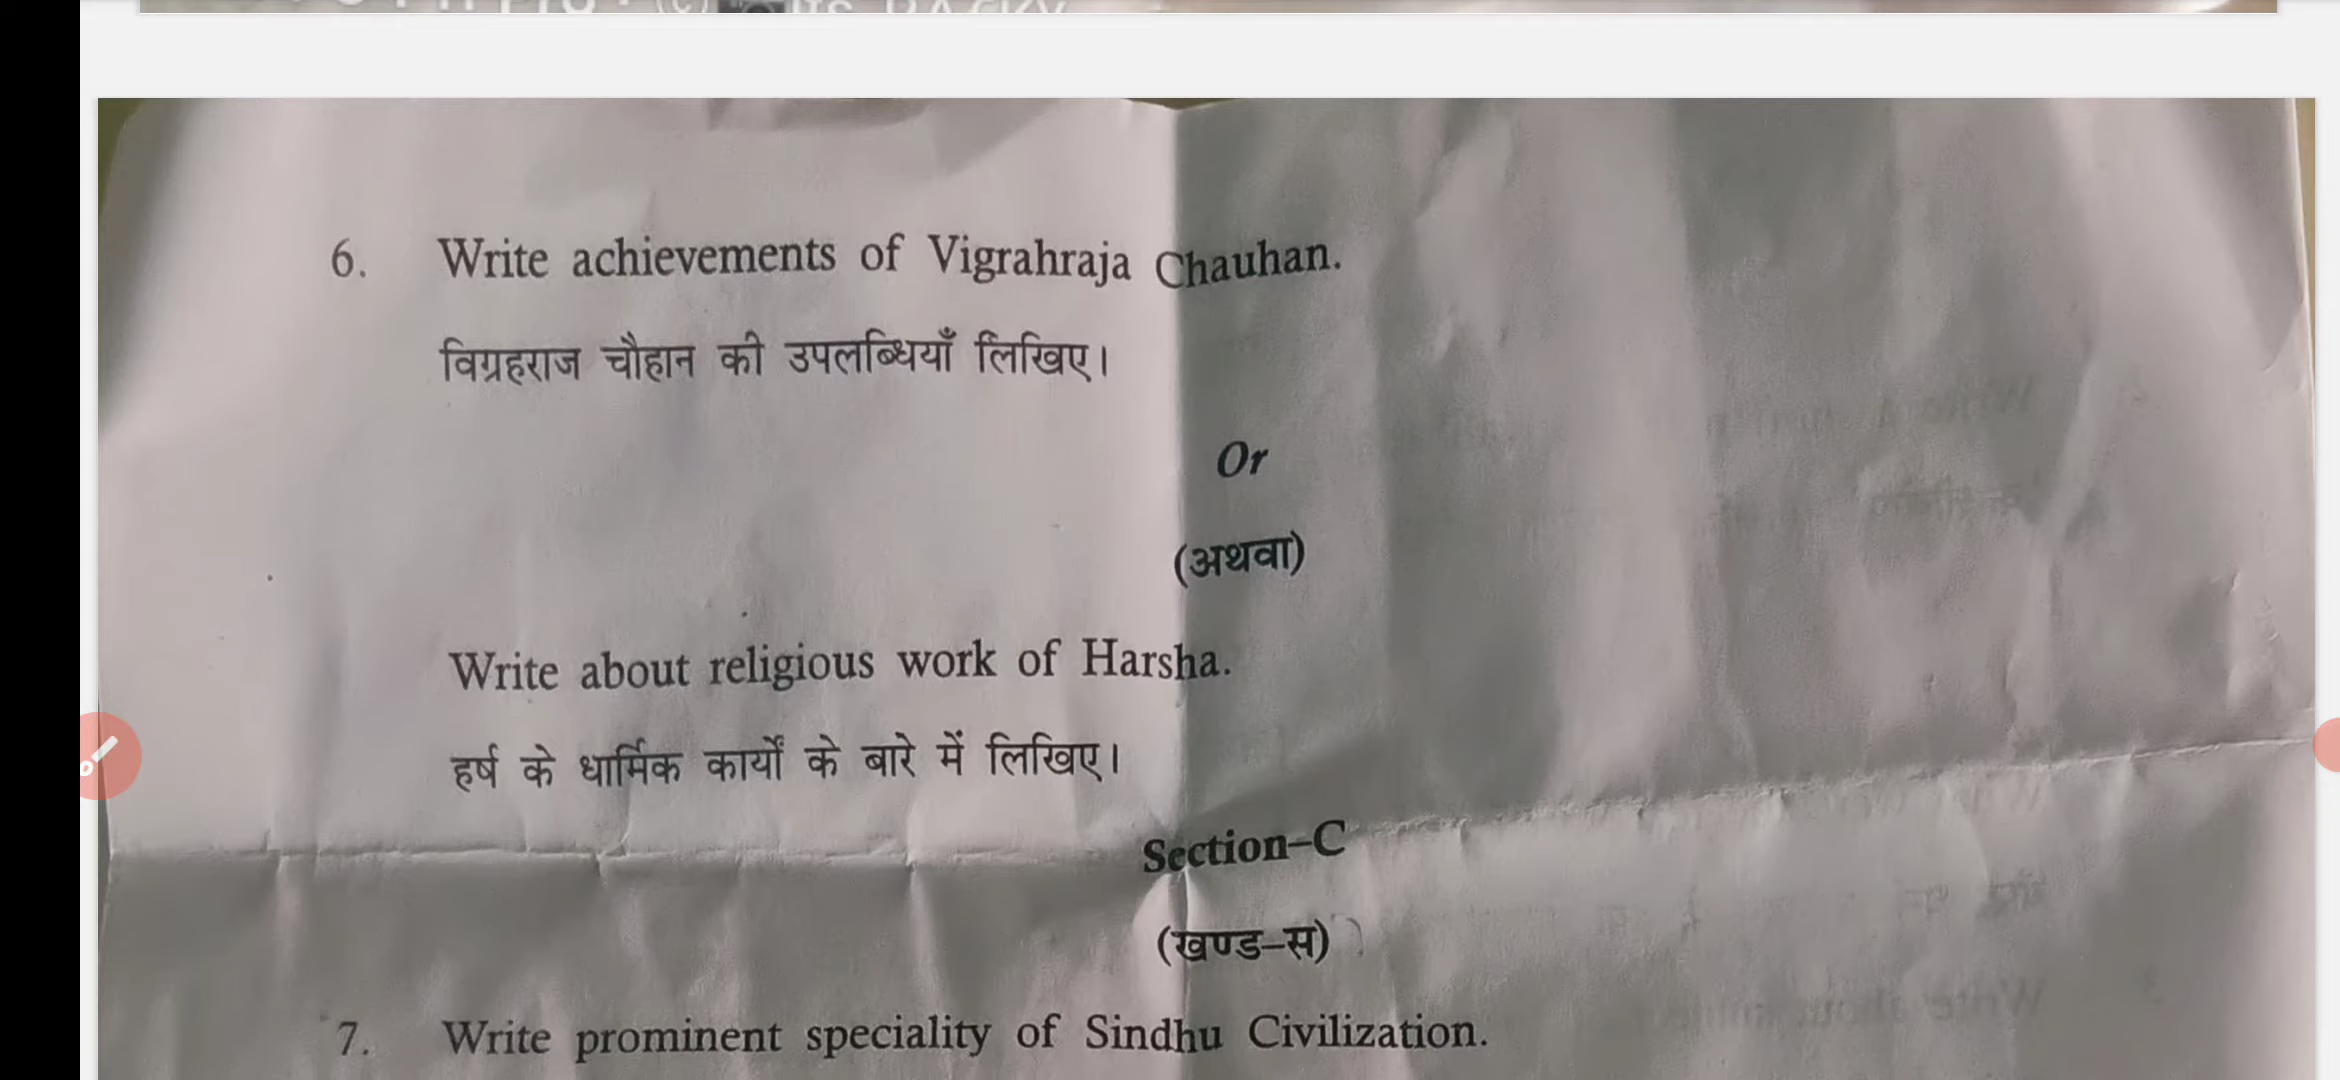 6. Write achievements of Vigrahraja Chauhan.
विग्रहराज चौहान की उपलब्धियाँ लिखिए।
Or
(अथवा)
Write about religious work of Harsha.
हर्ष के धार्मिक कार्यों के बारे में लिखिए।
Section–C
(खण्ड–स)
7. Write prominent speciality of Sindhu Civilization.